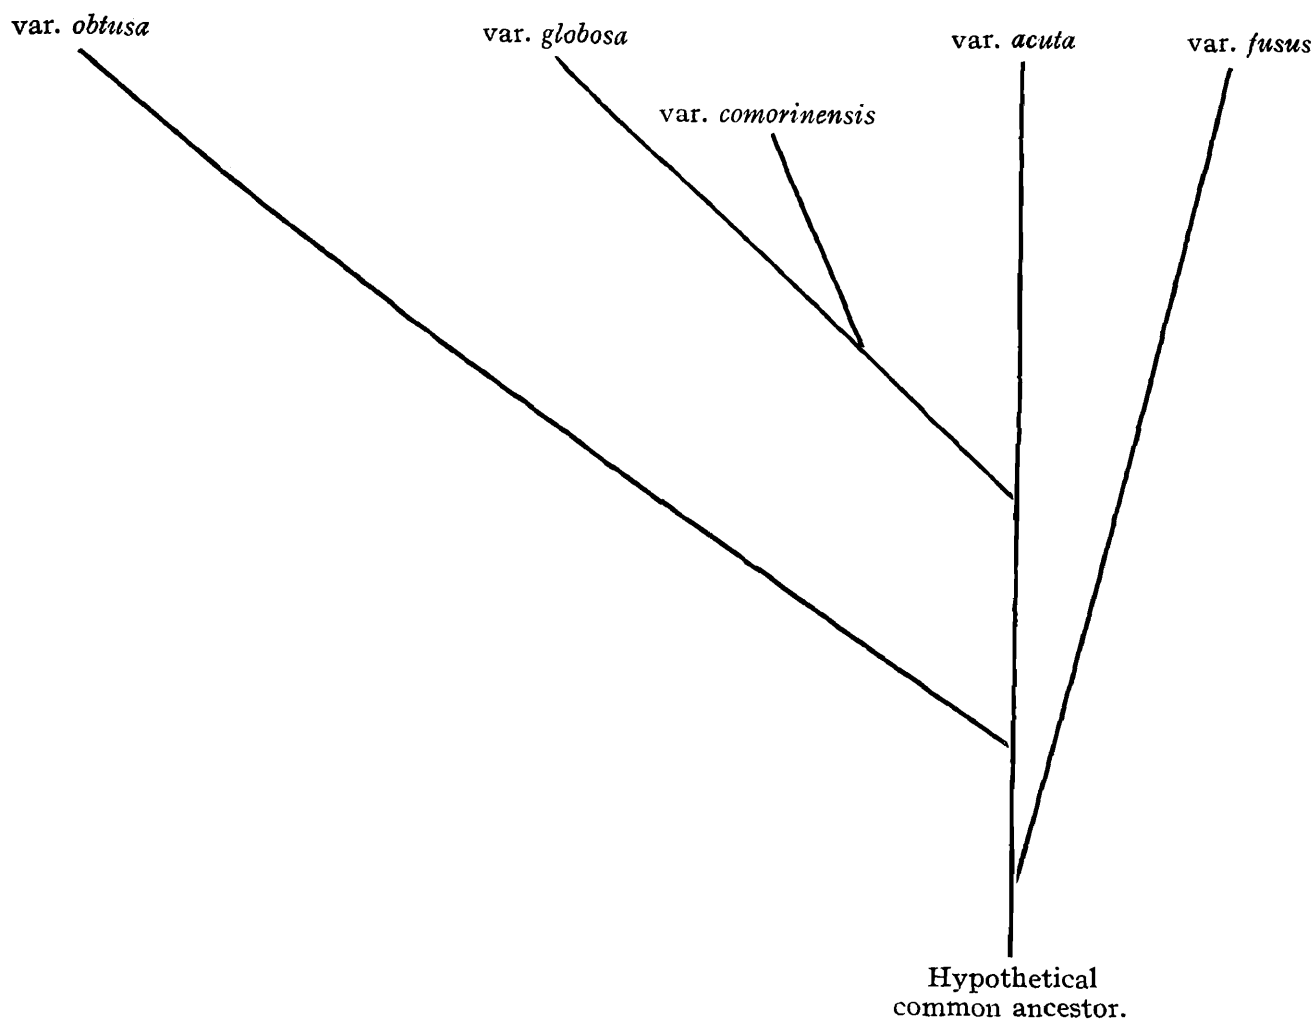 var. obtusa
var. globosa
var. comorinensis
var. acuta
var. fusus
Hypothetical
common ancestor.